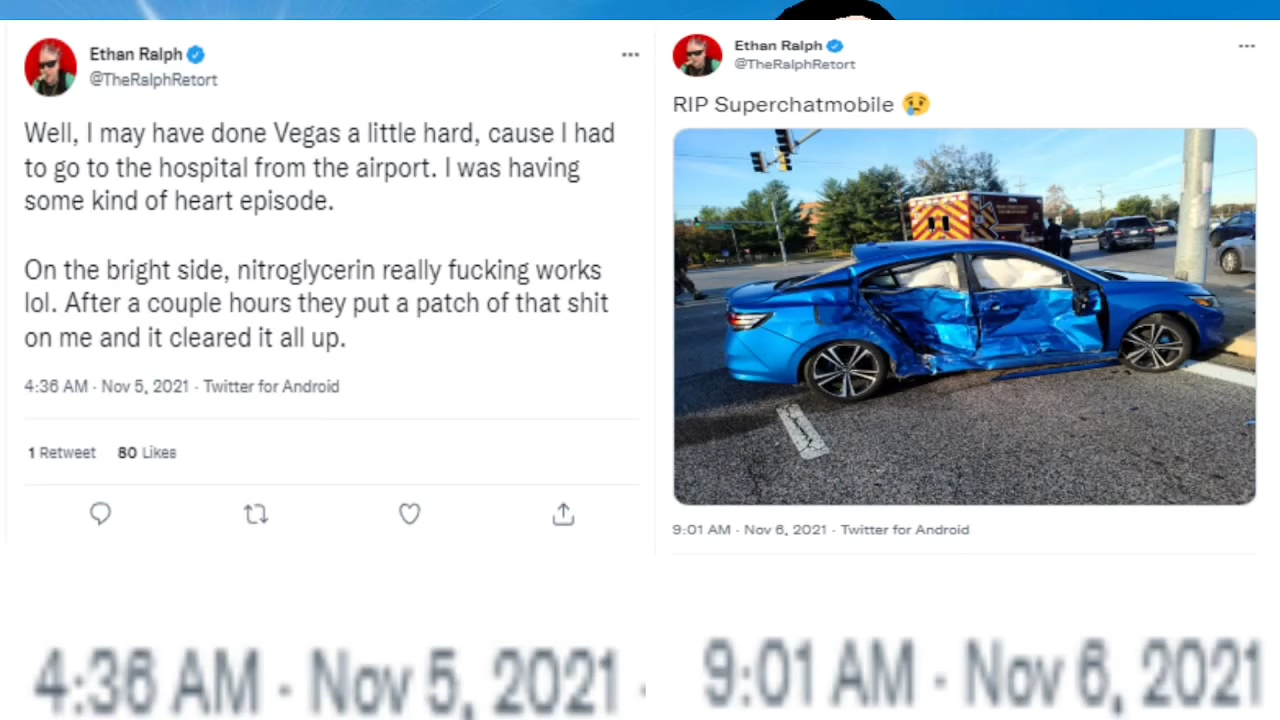 Ethan Ralph
@TheRalphRetort
Well, I may have done Vegas a little hard, cause I had
to go to the hospital from the airport. I was having
some kind of heart episode.
On the bright side, nitroglycerin really fucking works
lol. After a couple hours they put a patch of that shit
on me and it cleared it all up.
4:36 AM · Nov 5, 2021 · Twitter for Android
1 Retweet 80 Likes
Ethan Ralph
@TheRalphRetort
RIP Superchatmobile 😢
9:01 AM · Nov 6, 2021 · Twitter for Android
4:36 AM · Nov 5, 2021 ·
9:01 AM · Nov 6, 2021